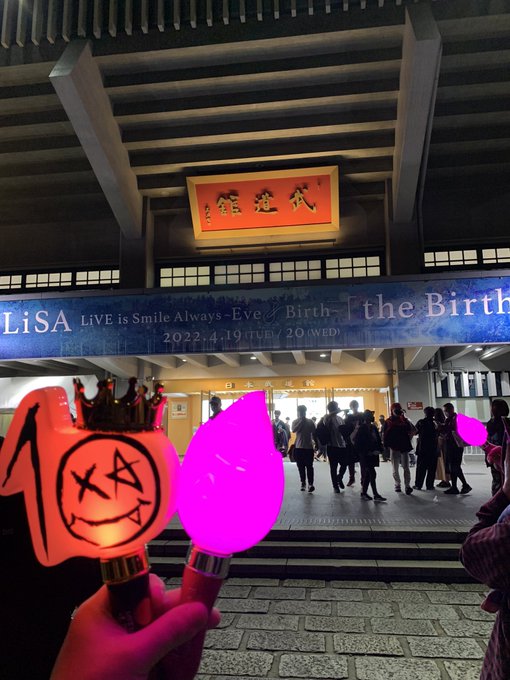 武道館
LiSA LiVE is Smile Always ~Eve & Birth~ 「the Birth
2022.4.19(TUE) / 20(WED)
日本武道館
10